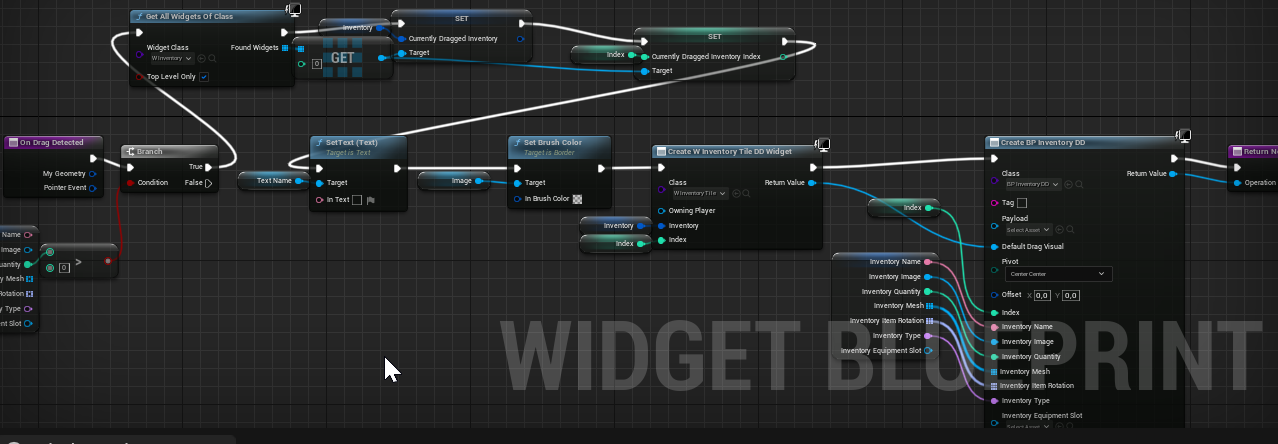 Get All Widgets Of Class
Widget Class
W Inventory
Found Widgets
Top Level Only
Inventory
GET
0
SET
Currently Dragged Inventory
Target
Index
SET
Currently Dragged Inventory Index
Target
On Drag Detected
My Geometry
Pointer Event
Branch
True
Condition
False
Text Name
SetText (Text)
Target is Text
Target
In Text
Image
Set Brush Color
Target is Border
Target
In Brush Color
Create W Inventory Tile DD Widget
Class
W Inventory Tile
Return Value
Owning Player
Inventory
Index
Inventory
Index
Index
Create BP Inventory DD
Class
BP Inventory DD
Return Value
Tag
Payload
Select Asset
Default Drag Visual
Pivot
Center Center
Offset X 0,0 Y 0,0
Index
Inventory Name
Inventory Image
Inventory Quantity
Inventory Mesh
Inventory Item Rotation
Inventory Type
Inventory Equipment Slot
Select Asset
Return N
Operation
Name
Image
uantity
y Mesh
Rotation
y Type
ent Slot
0
>
Inventory Name
Inventory Image
Inventory Quantity
Inventory Mesh
Inventory Item Rotation
Inventory Type
Inventory Equipment Slot
WIDGET BLUEPRINT